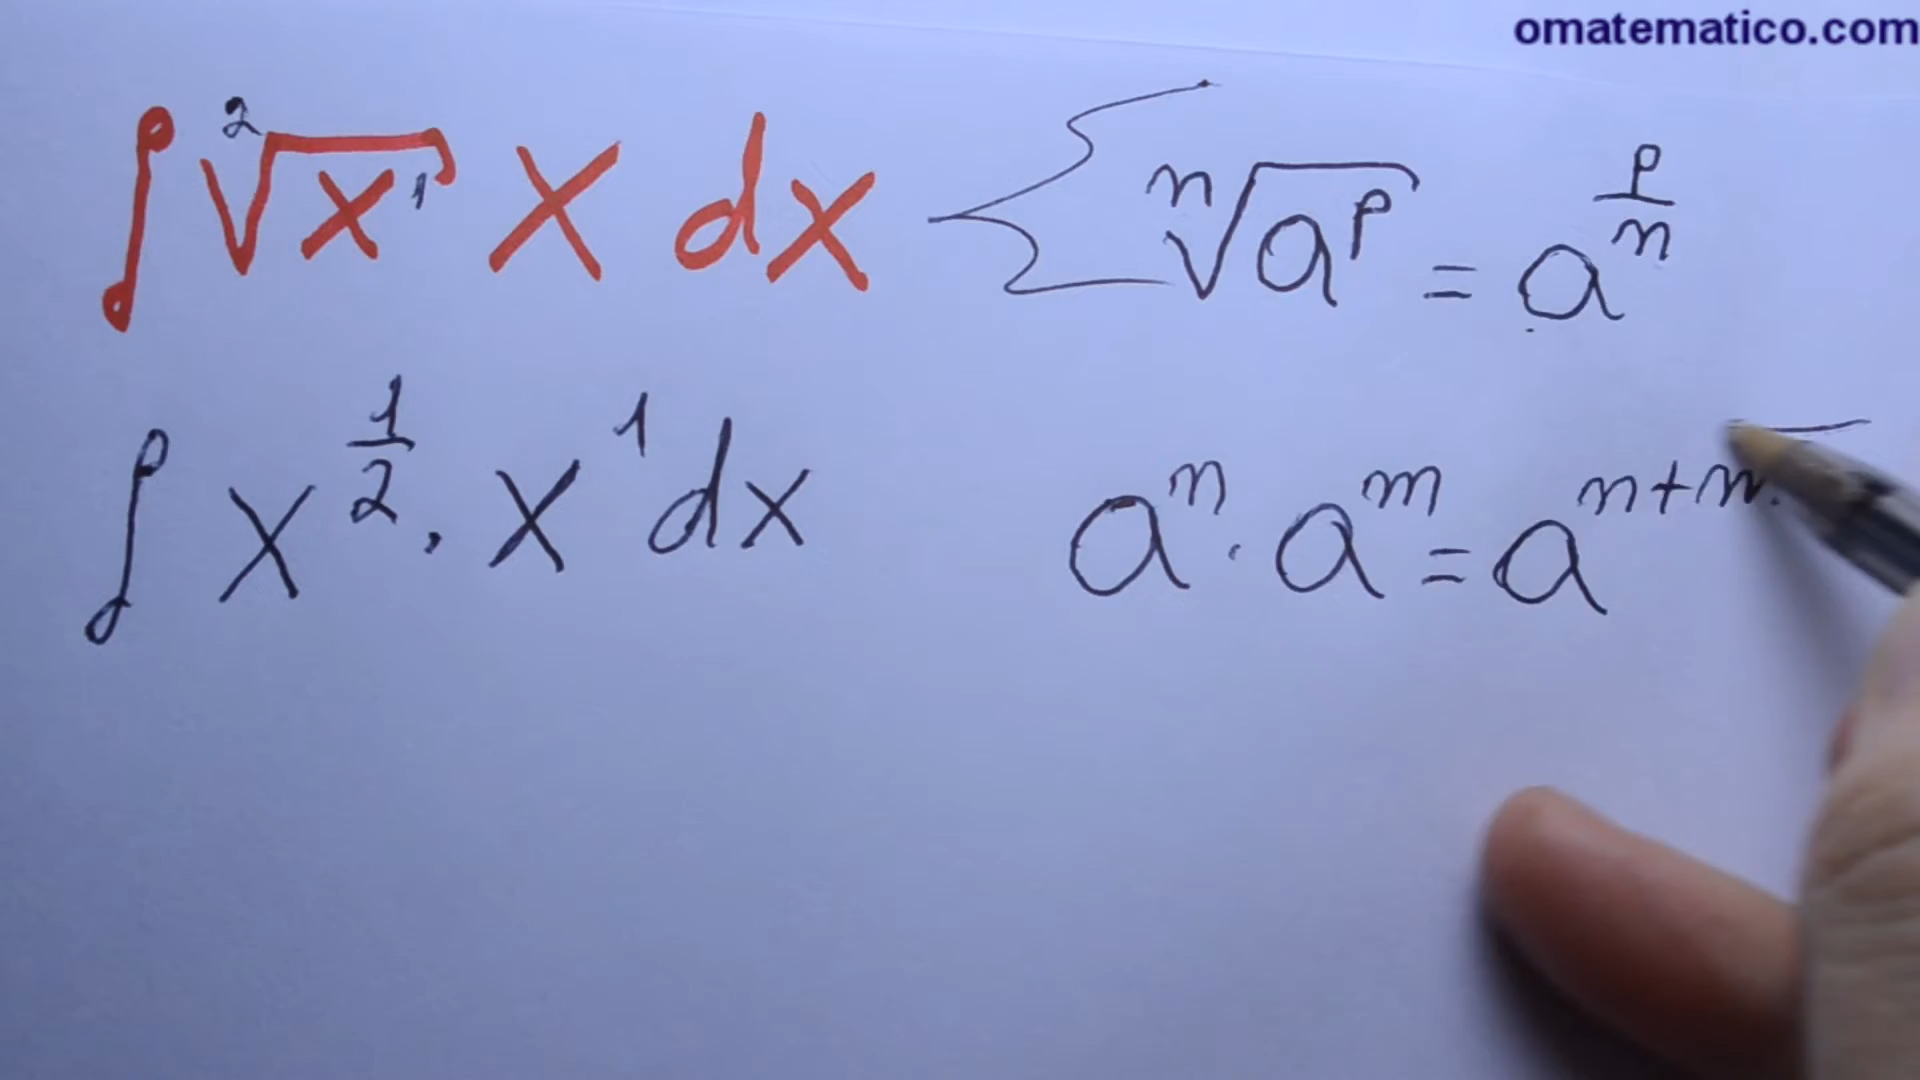 omatematico.com
∫ ²√x¹ x dx
ⁿ√aᵖ = a^(p/n)
∫ x^(1/2) . x¹ dx
aⁿ . aᵐ = a^(n+m)